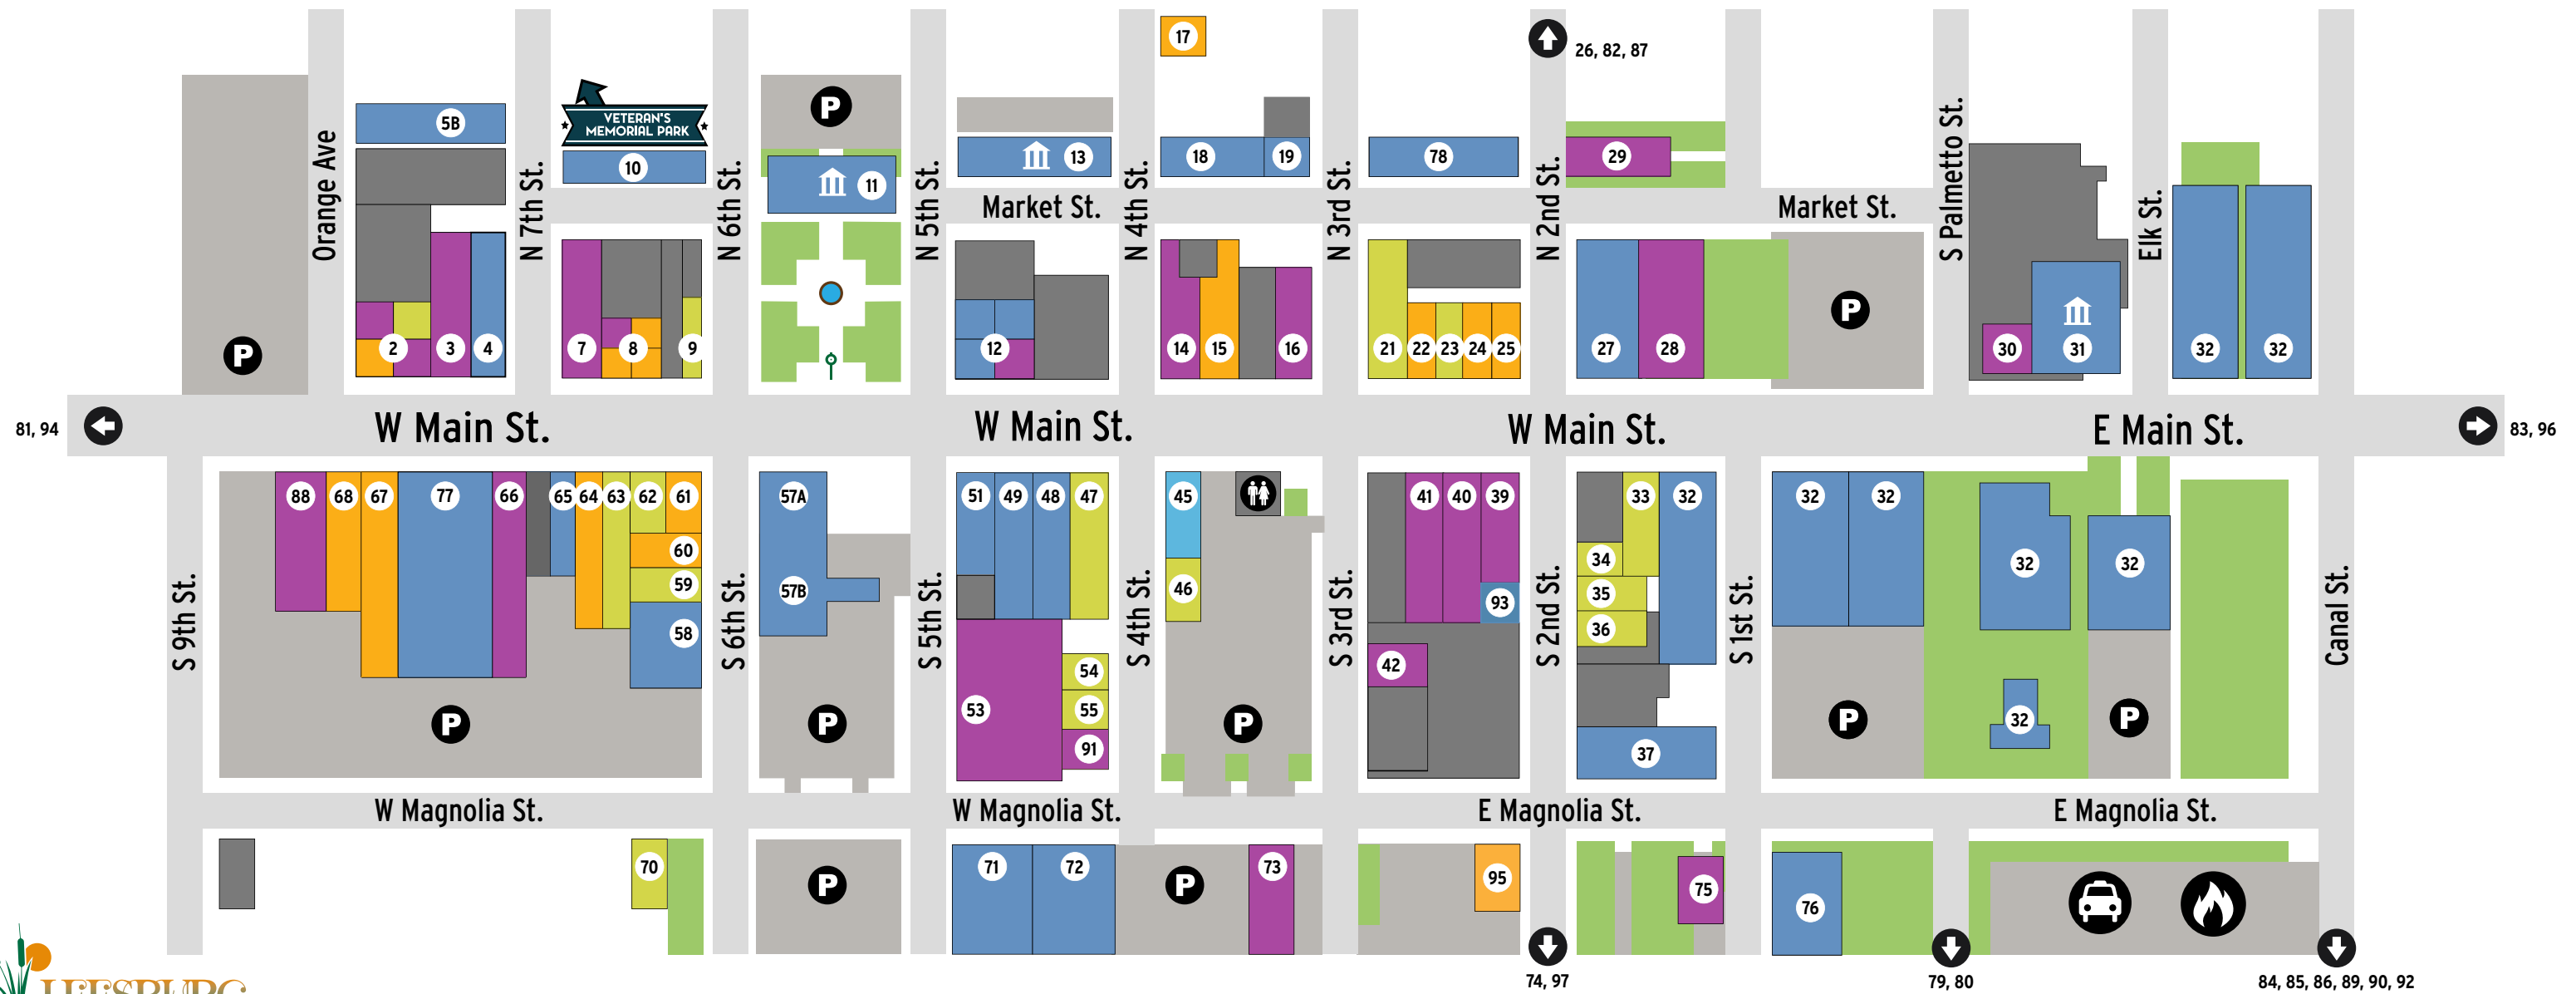 17
26, 82, 87
5B
VETERAN'S
MEMORIAL PARK
P
10
11
13
18
19
78
29
Orange Ave
N 7th St.
N 6th St.
N 5th St.
N 4th St.
N 3rd St.
N 2nd St.
S Palmetto St.
Elk St.
Market St.
Market St.
P
2
3
4
7
8
9
12
14
15
16
21
22
23
24
25
27
28
P
30
31
32
32
81, 94
W Main St.
W Main St.
W Main St.
E Main St.
83, 96
88
68
67
77
66
65
64
63
62
61
60
59
58
57A
57B
51
49
48
47
45
46
41
40
39
93
42
33
32
34
35
36
37
32
32
32
32
32
53
54
55
91
S 9th St.
S 6th St.
S 5th St.
S 4th St.
S 3rd St.
S 2nd St.
S 1st St.
Canal St.
P
P
P
P
P
W Magnolia St.
W Magnolia St.
E Magnolia St.
E Magnolia St.
70
P
71
72
P
73
95
75
76
74, 97
79, 80
84, 85, 86, 89, 90, 92
LEESBURG